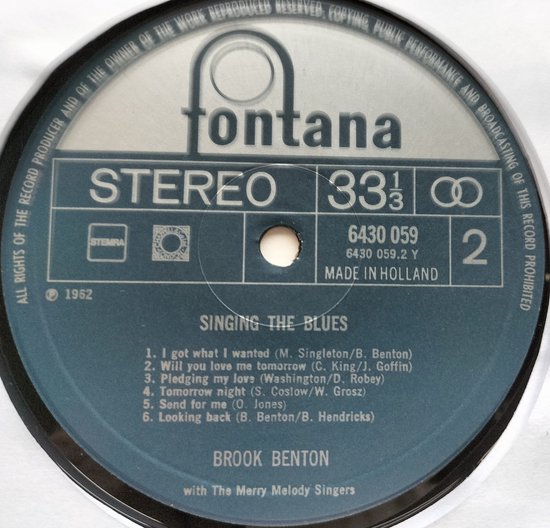 ALL RIGHTS OF THE RECORD PRODUCER AND OF THE OWNER OF THE WORK REPRODUCED RESERVED. COPYING, PUBLIC PERFORMANCE AND BROADCASTING OF THIS RECORD PROHIBITED
fontana
STEREO 33 1/3
6430 059
6430 059.2 Y
MADE IN HOLLAND
2
STEMRA
℗ 1962
SINGING THE BLUES
1. I got what I wanted (M. Singleton/B. Benton)
2. Will you love me tomorrow (C. King/J. Goffin)
3. Pledging my love (Washington/D. Robey)
4. Tomorrow night (S. Coslow/W. Grosz)
5. Send for me (O. Jones)
6. Looking back (B. Benton/B. Hendricks)
BROOK BENTON
with The Merry Melody Singers